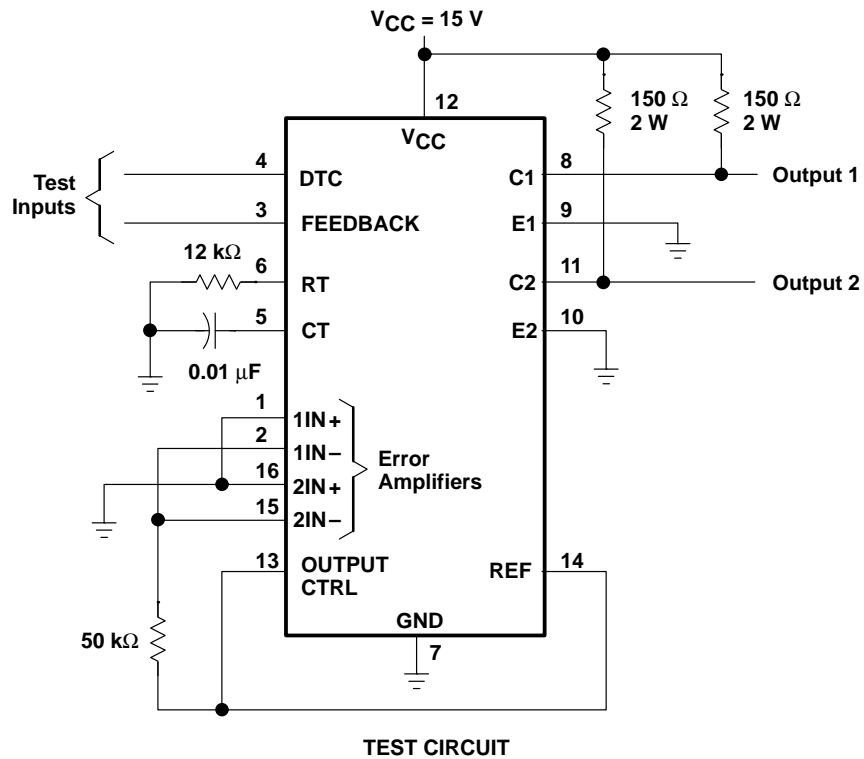 VCC = 15 V
12
150 Ω
2 W
150 Ω
2 W
VCC
4
DTC
C1
8
Output 1
Test
Inputs
3
FEEDBACK
E1
9
12 kΩ
6
RT
C2
11
Output 2
5
CT
E2
10
0.01 μF
1
1IN+
2
1IN−
Error
Amplifiers
16
2IN+
15
2IN−
13
OUTPUT
CTRL
REF
14
50 kΩ
GND
7
TEST CIRCUIT